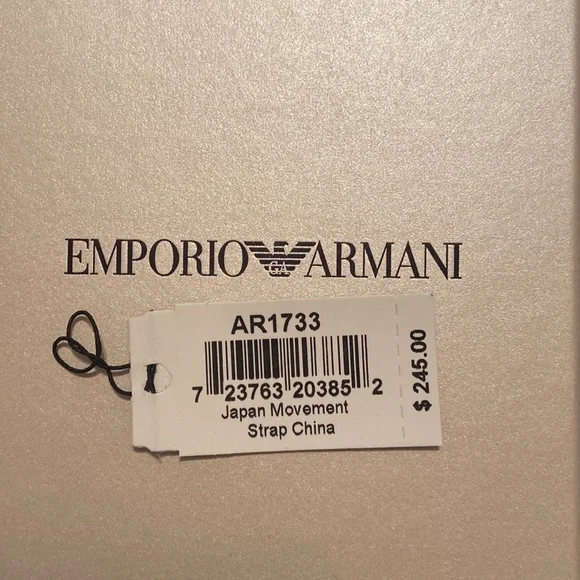 EMPORIO GA ARMANI
AR1733
7 23763 20385 2
Japan Movement
Strap China
$ 245.00